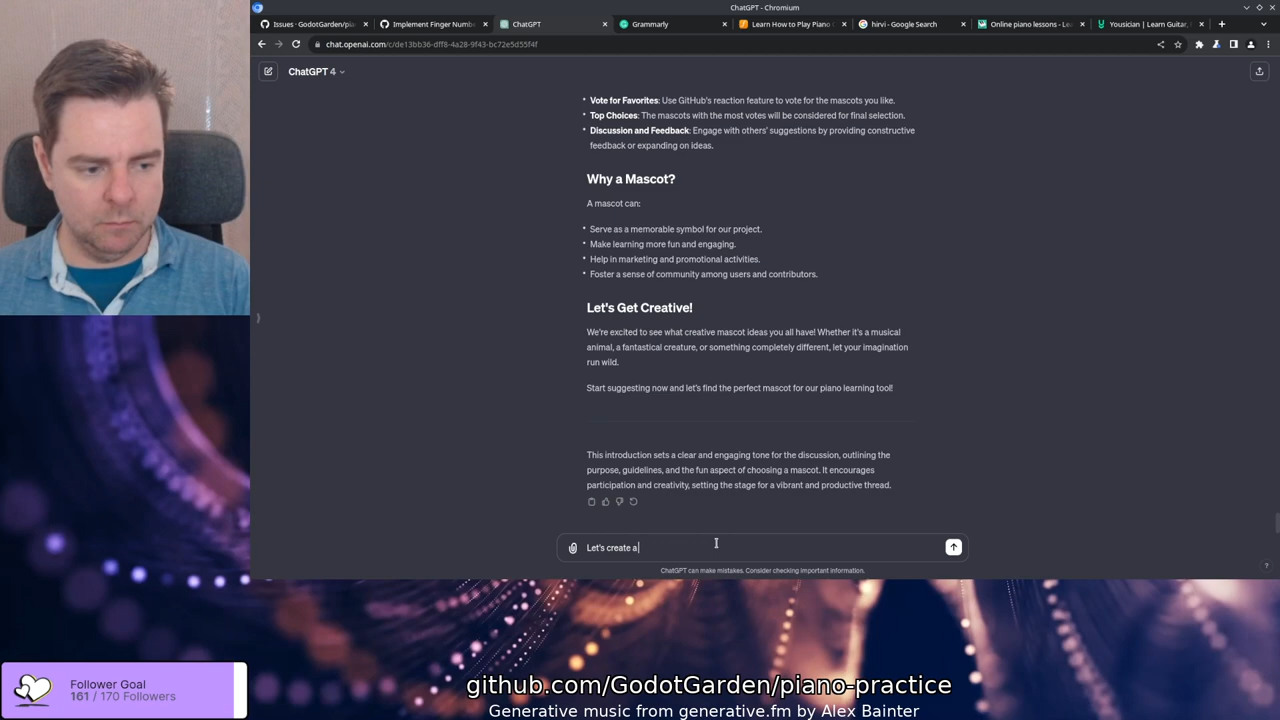 ChatGPT - Chromium
Issues · GodotGarden/pia
Implement Finger Numbe
ChatGPT
Grammarly
Learn How to Play Piano
hirvi - Google Search
Online piano lessons - Le
Yousician | Learn Guitar,
chat.openai.com/c/de13bb36-dff8-4a28-9f43-bc72e5d55f4f
ChatGPT 4
• Vote for Favorites: Use GitHub's reaction feature to vote for the mascots you like.
• Top Choices: The mascots with the most votes will be considered for final selection.
• Discussion and Feedback: Engage with others' suggestions by providing constructive
feedback or expanding on ideas.
Why a Mascot?
A mascot can:
• Serve as a memorable symbol for our project.
• Make learning more fun and engaging.
• Help in marketing and promotional activities.
• Foster a sense of community among users and contributors.
Let's Get Creative!
We're excited to see what creative mascot ideas you all have! Whether it's a musical
animal, a fantastical creature, or something completely different, let your imagination
run wild.
Start suggesting now and let's find the perfect mascot for our piano learning tool!
This introduction sets a clear and engaging tone for the discussion, outlining the
purpose, guidelines, and the fun aspect of choosing a mascot. It encourages
participation and creativity, setting the stage for a vibrant and productive thread.
Let's create a
ChatGPT can make mistakes. Consider checking important information.
?
Follower Goal
161 / 170 Followers
github.com/GodotGarden/piano-practice
Generative music from generative.fm by Alex Bainter